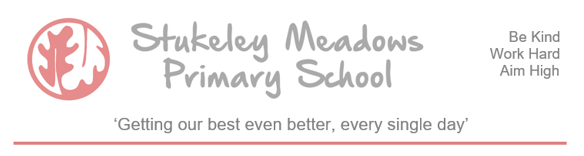 Stukeley Meadows
Primary School
Be Kind
Work Hard
Aim High
‘Getting our best even better, every single day’